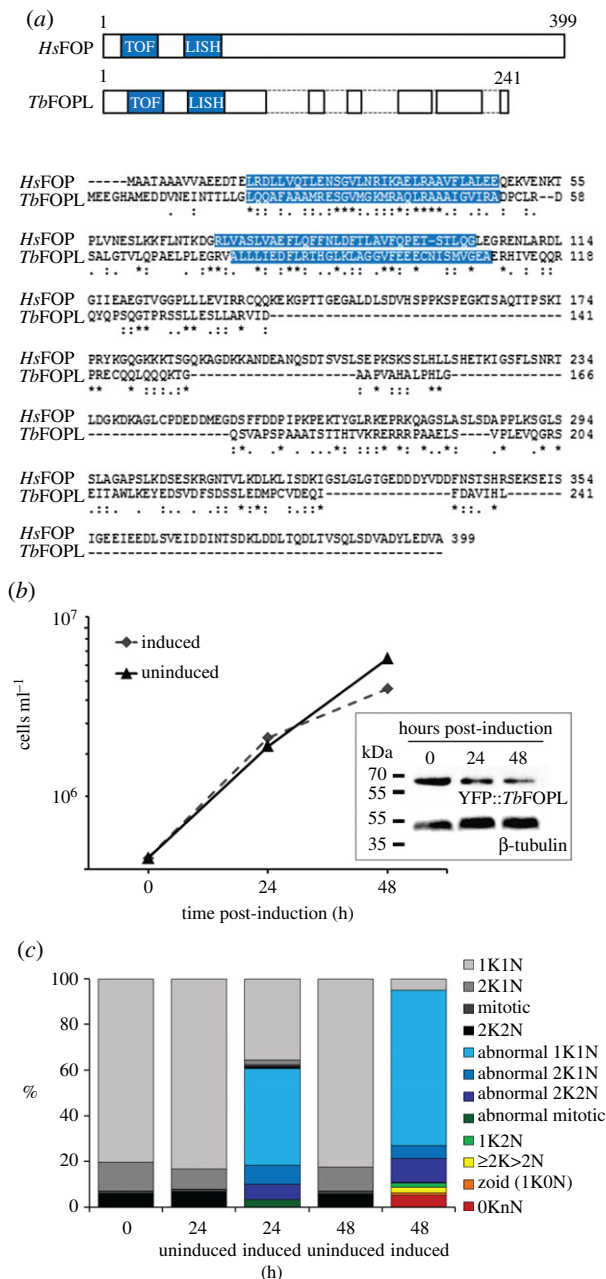 (a)
1 399
HsFOP TOF LISH
1 241
TbFOPL TOF LISH
HsFOP -----MAATAAAVVAEEDTELRDLLVQTLENSGVLNRIKAELRAAVFLALEEQEKVENKT 55
TbFOPL MEEGHAMEDDVNEINTTLLGLQQAFAAAMRESGVMGKMRAQLRAAAIGVIRADPCLR--D 58
HsFOP PLVNESLKKFLNTKDGRLVASLVAEFLQFFNLDFTLAVFQPET-STLQGLEGRENLARDL 114
TbFOPL SALGTVLQPAELPLEGRVALLLIEDFLRTHGLKLAGGVFEEECNISMVGEAERHIVEQQR 118
HsFOP GIIEAEGTVGGPLLLEVIRRCQQKEKGPTTGEGALDLSDVHSPPKSPEGKTSAQTTPSKI 174
TbFOPL QYQPSQGTPRSSLLESLLARVID------------------------------------- 141
HsFOP PRYKGQGKKKTSGQKAGDKKANDEANQSDTSVSLSEPKSKSSLHLLSHETKIGSFLSNRT 234
TbFOPL PRECQQLQQQKTG-----------------AAPVAHALPHLG------------------ 166
HsFOP LDGKDKAGLCPDEDDMEGDSFFDDPIPKPEKTYGLRKEPRKQAGSLASLSDAPPLKSGLS 294
TbFOPL ------------------QSVAPSPAAATSTTHTVKRERRRPAAELS----VPLEVQGRS 204
HsFOP SLAGAPSLKDSESKRGNTVLKDLKLISDKIGSLGLGTGEDDDYVDDFNSTSHRSEKSEIS 354
TbFOPL EITAWLKEYEDSVDFSDSSLEDMPCVDEQI----------------FDAVIHL------- 241
HsFOP IGEEIEEDLSVEIDDINTSDKLDDLTQDLTVSQLSDVADYLEDVA 399
TbFOPL ---------------------------------------------
(b)
10⁷
induced
uninduced
cells ml⁻¹
10⁶
hours post-induction
kDa 0 24 48
70
55
YFP::TbFOPL
55
35
β-tubulin
0 24 48
time post-induction (h)
(c)
100
80
60
%
40
20
0
0 24 24 48 48
uninduced induced uninduced induced
(h)
1K1N
2K1N
mitotic
2K2N
abnormal 1K1N
abnormal 2K1N
abnormal 2K2N
abnormal mitotic
1K2N
≥2K>2N
zoid (1K0N)
0KnN